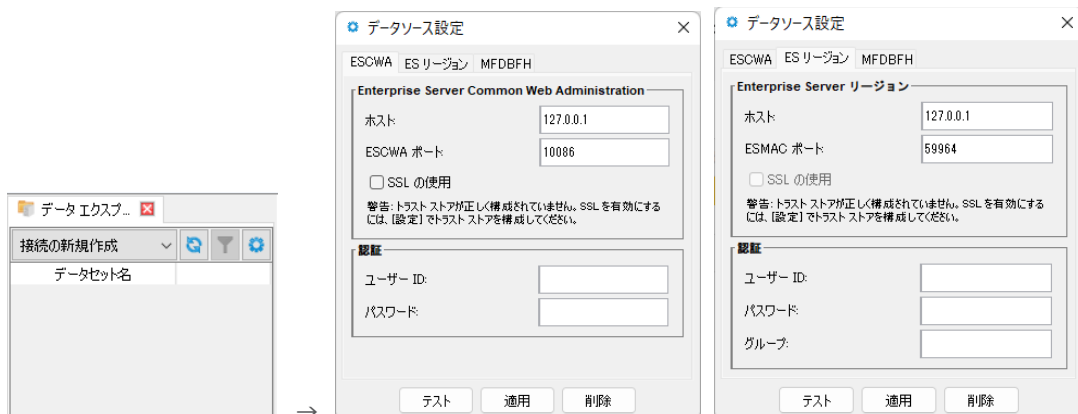 データ エクスプ...
接続の新規作成
データセット名
→
データソース設定
ESCWA ES リージョン MFDBFH
Enterprise Server Common Web Administration
ホスト: 127.0.0.1
ESCWA ポート: 10086
SSL の使用
警告: トラスト ストアが正しく構成されていません。SSL を有効にする
には、[設定] でトラスト ストアを構成してください。
認証
ユーザー ID:
パスワード:
テスト 適用 削除
データソース設定
ESCWA ES リージョン MFDBFH
Enterprise Server リージョン
ホスト: 127.0.0.1
ESMAC ポート: 59964
SSL の使用
警告: トラスト ストアが正しく構成されていません。SSL を有効にする
には、[設定] でトラスト ストアを構成してください。
認証
ユーザー ID:
パスワード:
グループ:
テスト 適用 削除